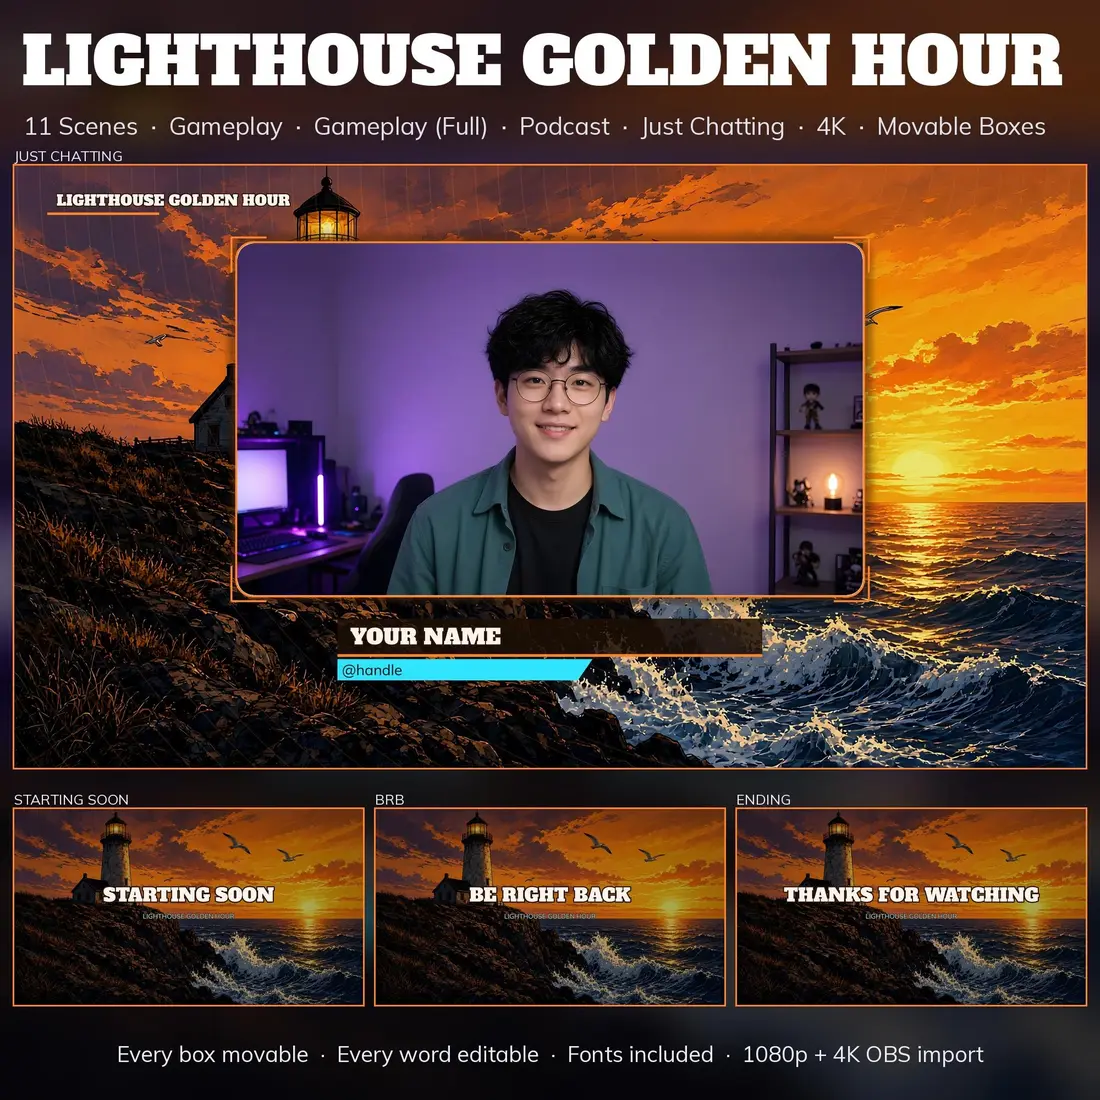 LIGHTHOUSE GOLDEN HOUR
11 Scenes · Gameplay · Gameplay (Full) · Podcast · Just Chatting · 4K · Movable Boxes
JUST CHATTING
LIGHTHOUSE GOLDEN HOUR
YOUR NAME
@handle
STARTING SOON
BRB
ENDING
STARTING SOON
LIGHTHOUSE GOLDEN HOUR
BE RIGHT BACK
LIGHTHOUSE GOLDEN HOUR
THANKS FOR WATCHING
LIGHTHOUSE GOLDEN HOUR
Every box movable · Every word editable · Fonts included · 1080p + 4K OBS import